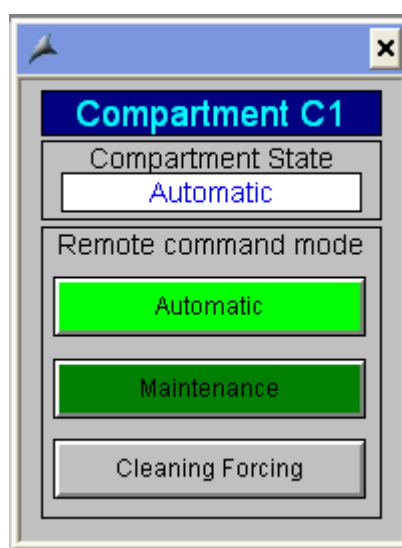 Compartment C1
Compartment State
Automatic
Remote command mode
Automatic
Maintenance
Cleaning Forcing